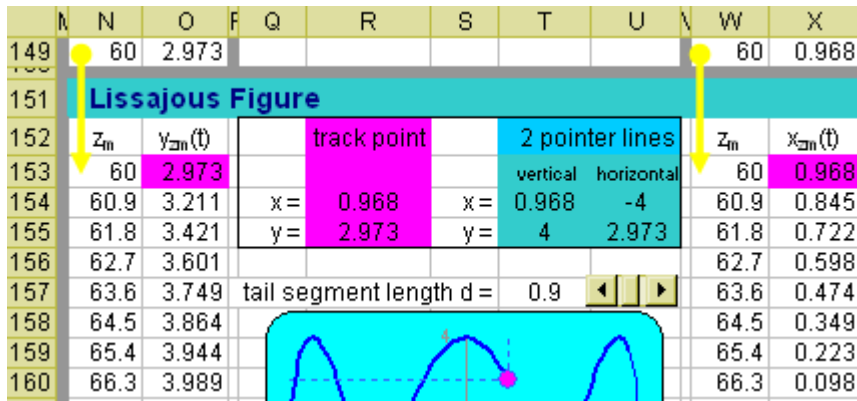 N O F Q R S T U W X
149 60 2.973 60 0.968
151 Lissajous Figure
152 zm yzm(t) track point 2 pointer lines zm xzm(t)
153 60 2.973 vertical horizontal 60 0.968
154 60.9 3.211 x = 0.968 x = 0.968 -4 60.9 0.845
155 61.8 3.421 y = 2.973 y = 4 2.973 61.8 0.722
156 62.7 3.601 62.7 0.598
157 63.6 3.749 tail segment length d = 0.9 63.6 0.474
158 64.5 3.864 64.5 0.349
159 65.4 3.944 4 65.4 0.223
160 66.3 3.989 66.3 0.098